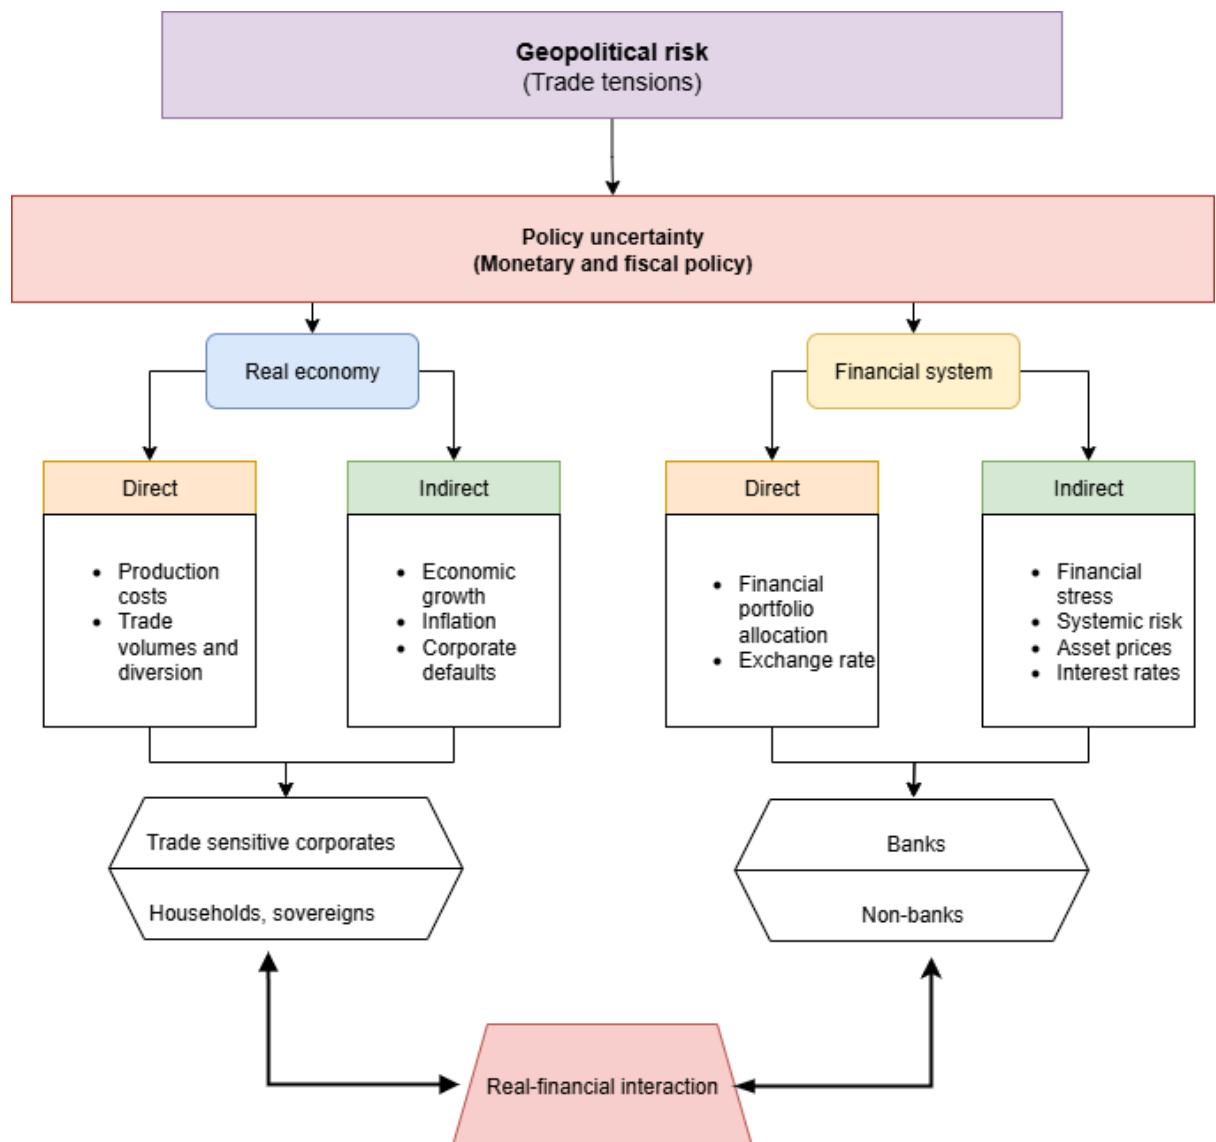 Geopolitical risk
(Trade tensions)
Policy uncertainty
(Monetary and fiscal policy)
Real economy
Financial system
Direct
Indirect
Direct
Indirect
• Production
costs
• Trade
volumes and
diversion
• Economic
growth
• Inflation
• Corporate
defaults
• Financial
portfolio
allocation
• Exchange rate
• Financial
stress
• Systemic risk
• Asset prices
• Interest rates
Trade sensitive corporates
Households, sovereigns
Banks
Non-banks
Real-financial interaction